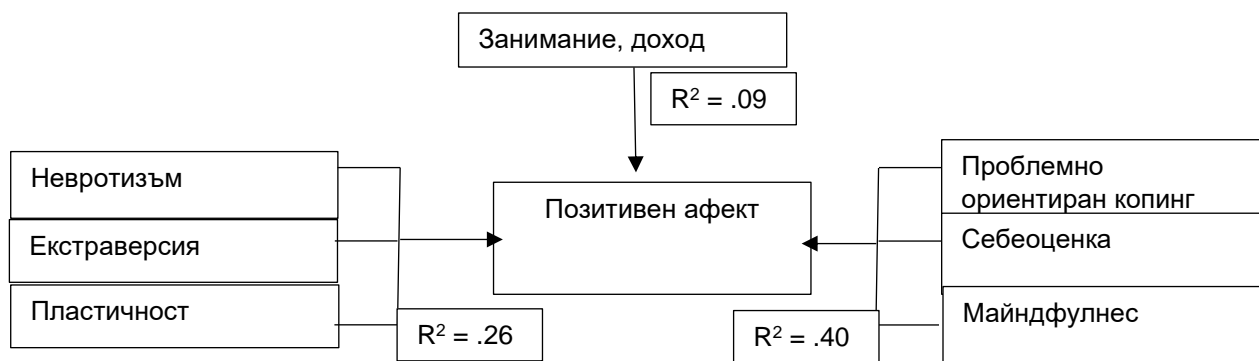 Занимание, доход
R² = .09
Невротизъм
Екстраверсия
Пластичност
R² = .26
Позитивен афект
Проблемно
ориентиран копинг
Себеоценка
Майндфулнес
R² = .40